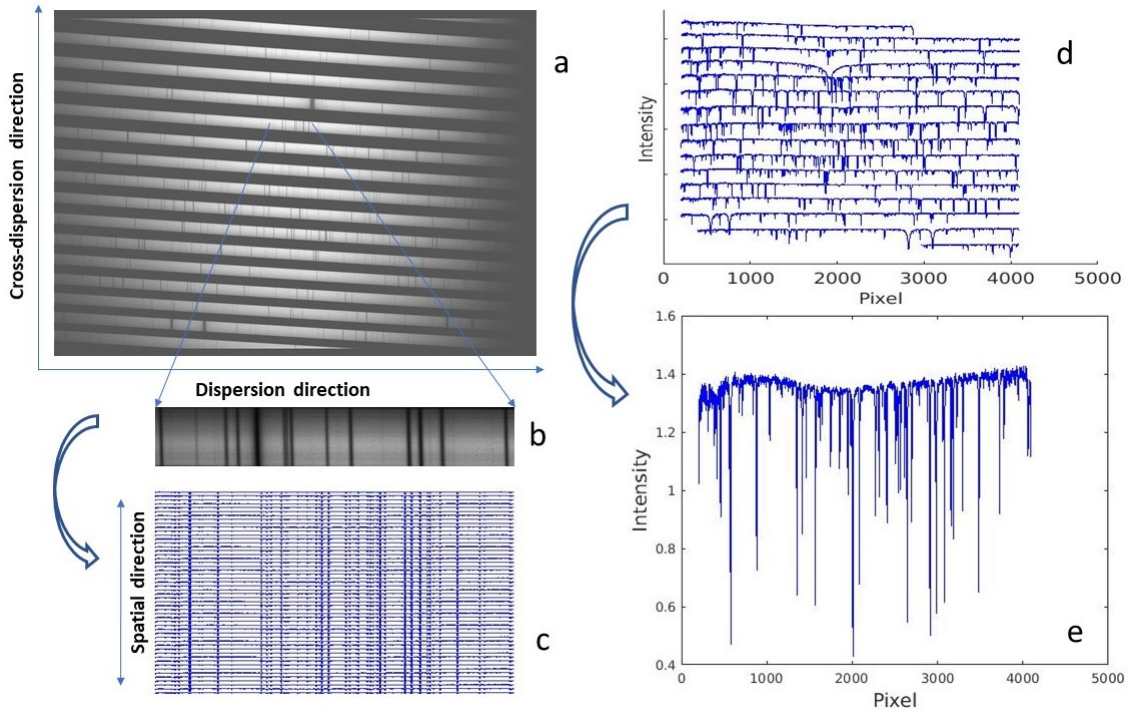 Cross-dispersion direction
a
Dispersion direction
b
Spatial direction
c
Intensity
d
0 1000 2000 3000 4000 5000
Pixel
1.6
1.4
1.2
1
0.8
0.6
0.4
Intensity
e
0 1000 2000 3000 4000 5000
Pixel